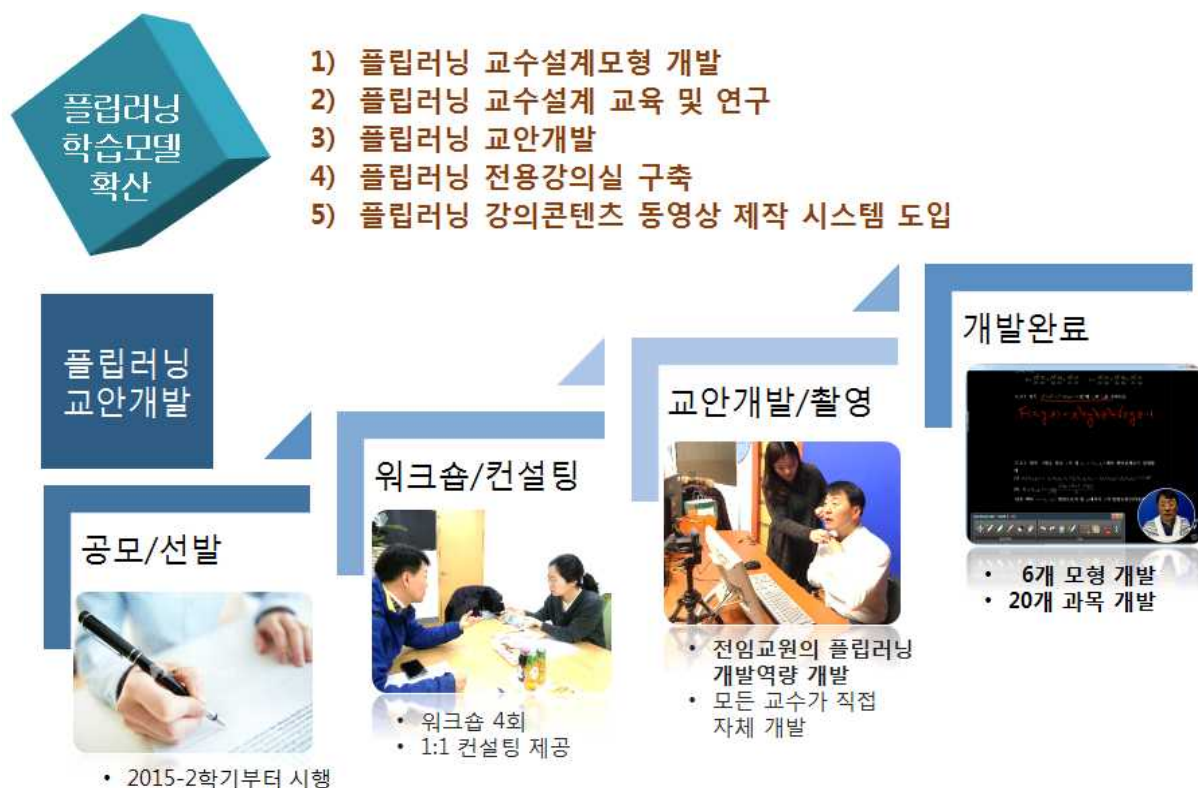 플립러닝
학습모델
확산
1) 플립러닝 교수설계모형 개발
2) 플립러닝 교수설계 교육 및 연구
3) 플립러닝 교안개발
4) 플립러닝 전용강의실 구축
5) 플립러닝 강의콘텐츠 동영상 제작 시스템 도입
플립러닝
교안개발
공모/선발
• 2015-2학기부터 시행
워크숍/컨설팅
• 워크숍 4회
• 1:1 컨설팅 제공
교안개발/촬영
• 전임교원의 플립러닝
개발역량 개발
• 모든 교수가 직접
자체 개발
개발완료
• 6개 모형 개발
• 20개 과목 개발